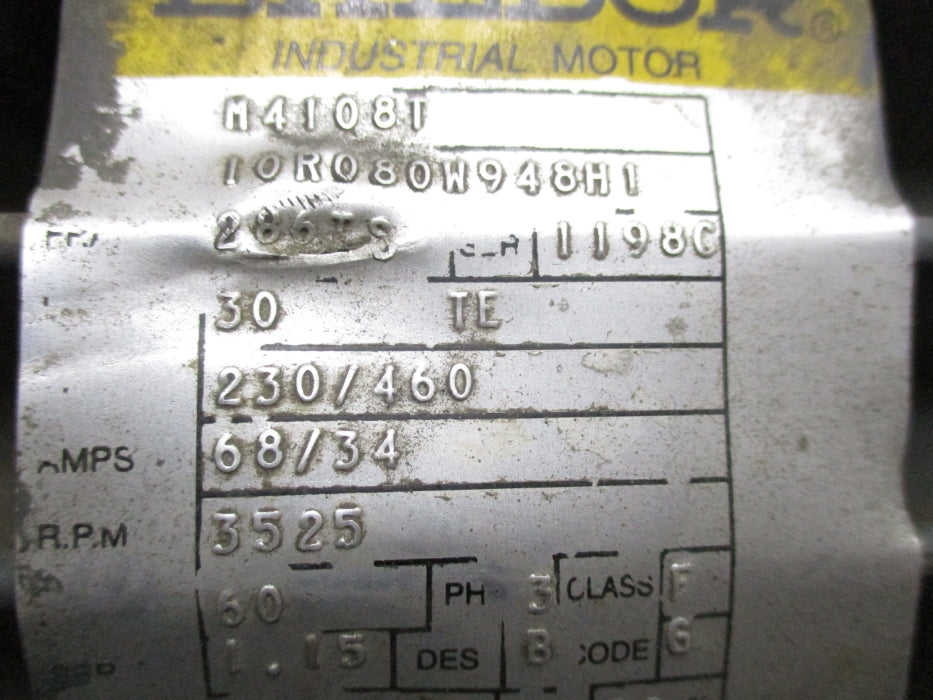 INDUSTRIAL MOTOR
M4108T
10R080W948H1
286TS SER 1198C
30 TE
230/460
AMPS 68/34
R.P.M 3525
60 PH 3 CLASS F
1.15 DES B CODE G